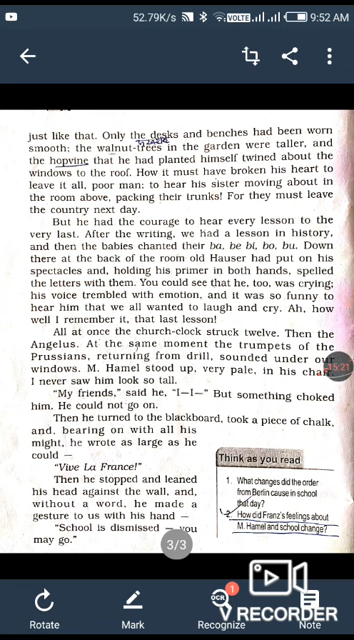 52.79K/s VOLTE 9:52 AM
just like that. Only the desks and benches had been worn
smooth; the walnut-trees in the garden were taller, and
the hopvine that he had planted himself twined about the
windows to the roof. How it must have broken his heart to
leave it all, poor man; to hear his sister moving about in
the room above, packing their trunks! For they must leave
the country next day.
But he had the courage to hear every lesson to the
very last. After the writing, we had a lesson in history,
and then the babies chanted their ba, be bi, bo, bu. Down
there at the back of the room old Hauser had put on his
spectacles and, holding his primer in both hands, spelled
the letters with them. You could see that he, too, was crying;
his voice trembled with emotion, and it was so funny to
hear him that we all wanted to laugh and cry. Ah, how
well I remember it, that last lesson!
All at once the church-clock struck twelve. Then the
Angelus. At the same moment the trumpets of the
Prussians, returning from drill, sounded under our
windows. M. Hamel stood up, very pale, in his chair.
15:21
I never saw him look so tall.
“My friends,” said he, “I—I—” But something choked
him. He could not go on.
Then he turned to the blackboard, took a piece of chalk,
and, bearing on with all his
might, he wrote as large as he
could —
“Vive La France!”
Then he stopped and leaned
his head against the wall, and,
without a word, he made a
gesture to us with his hand —
“School is dismissed — you
may go.”
Think as you read
1. What changes did the order
from Berlin cause in school
that day?
2. How did Franz's feelings about
M. Hamel and school change?
3/3
Rotate
Mark
OCR
1
Recognize
Note
RECORDER